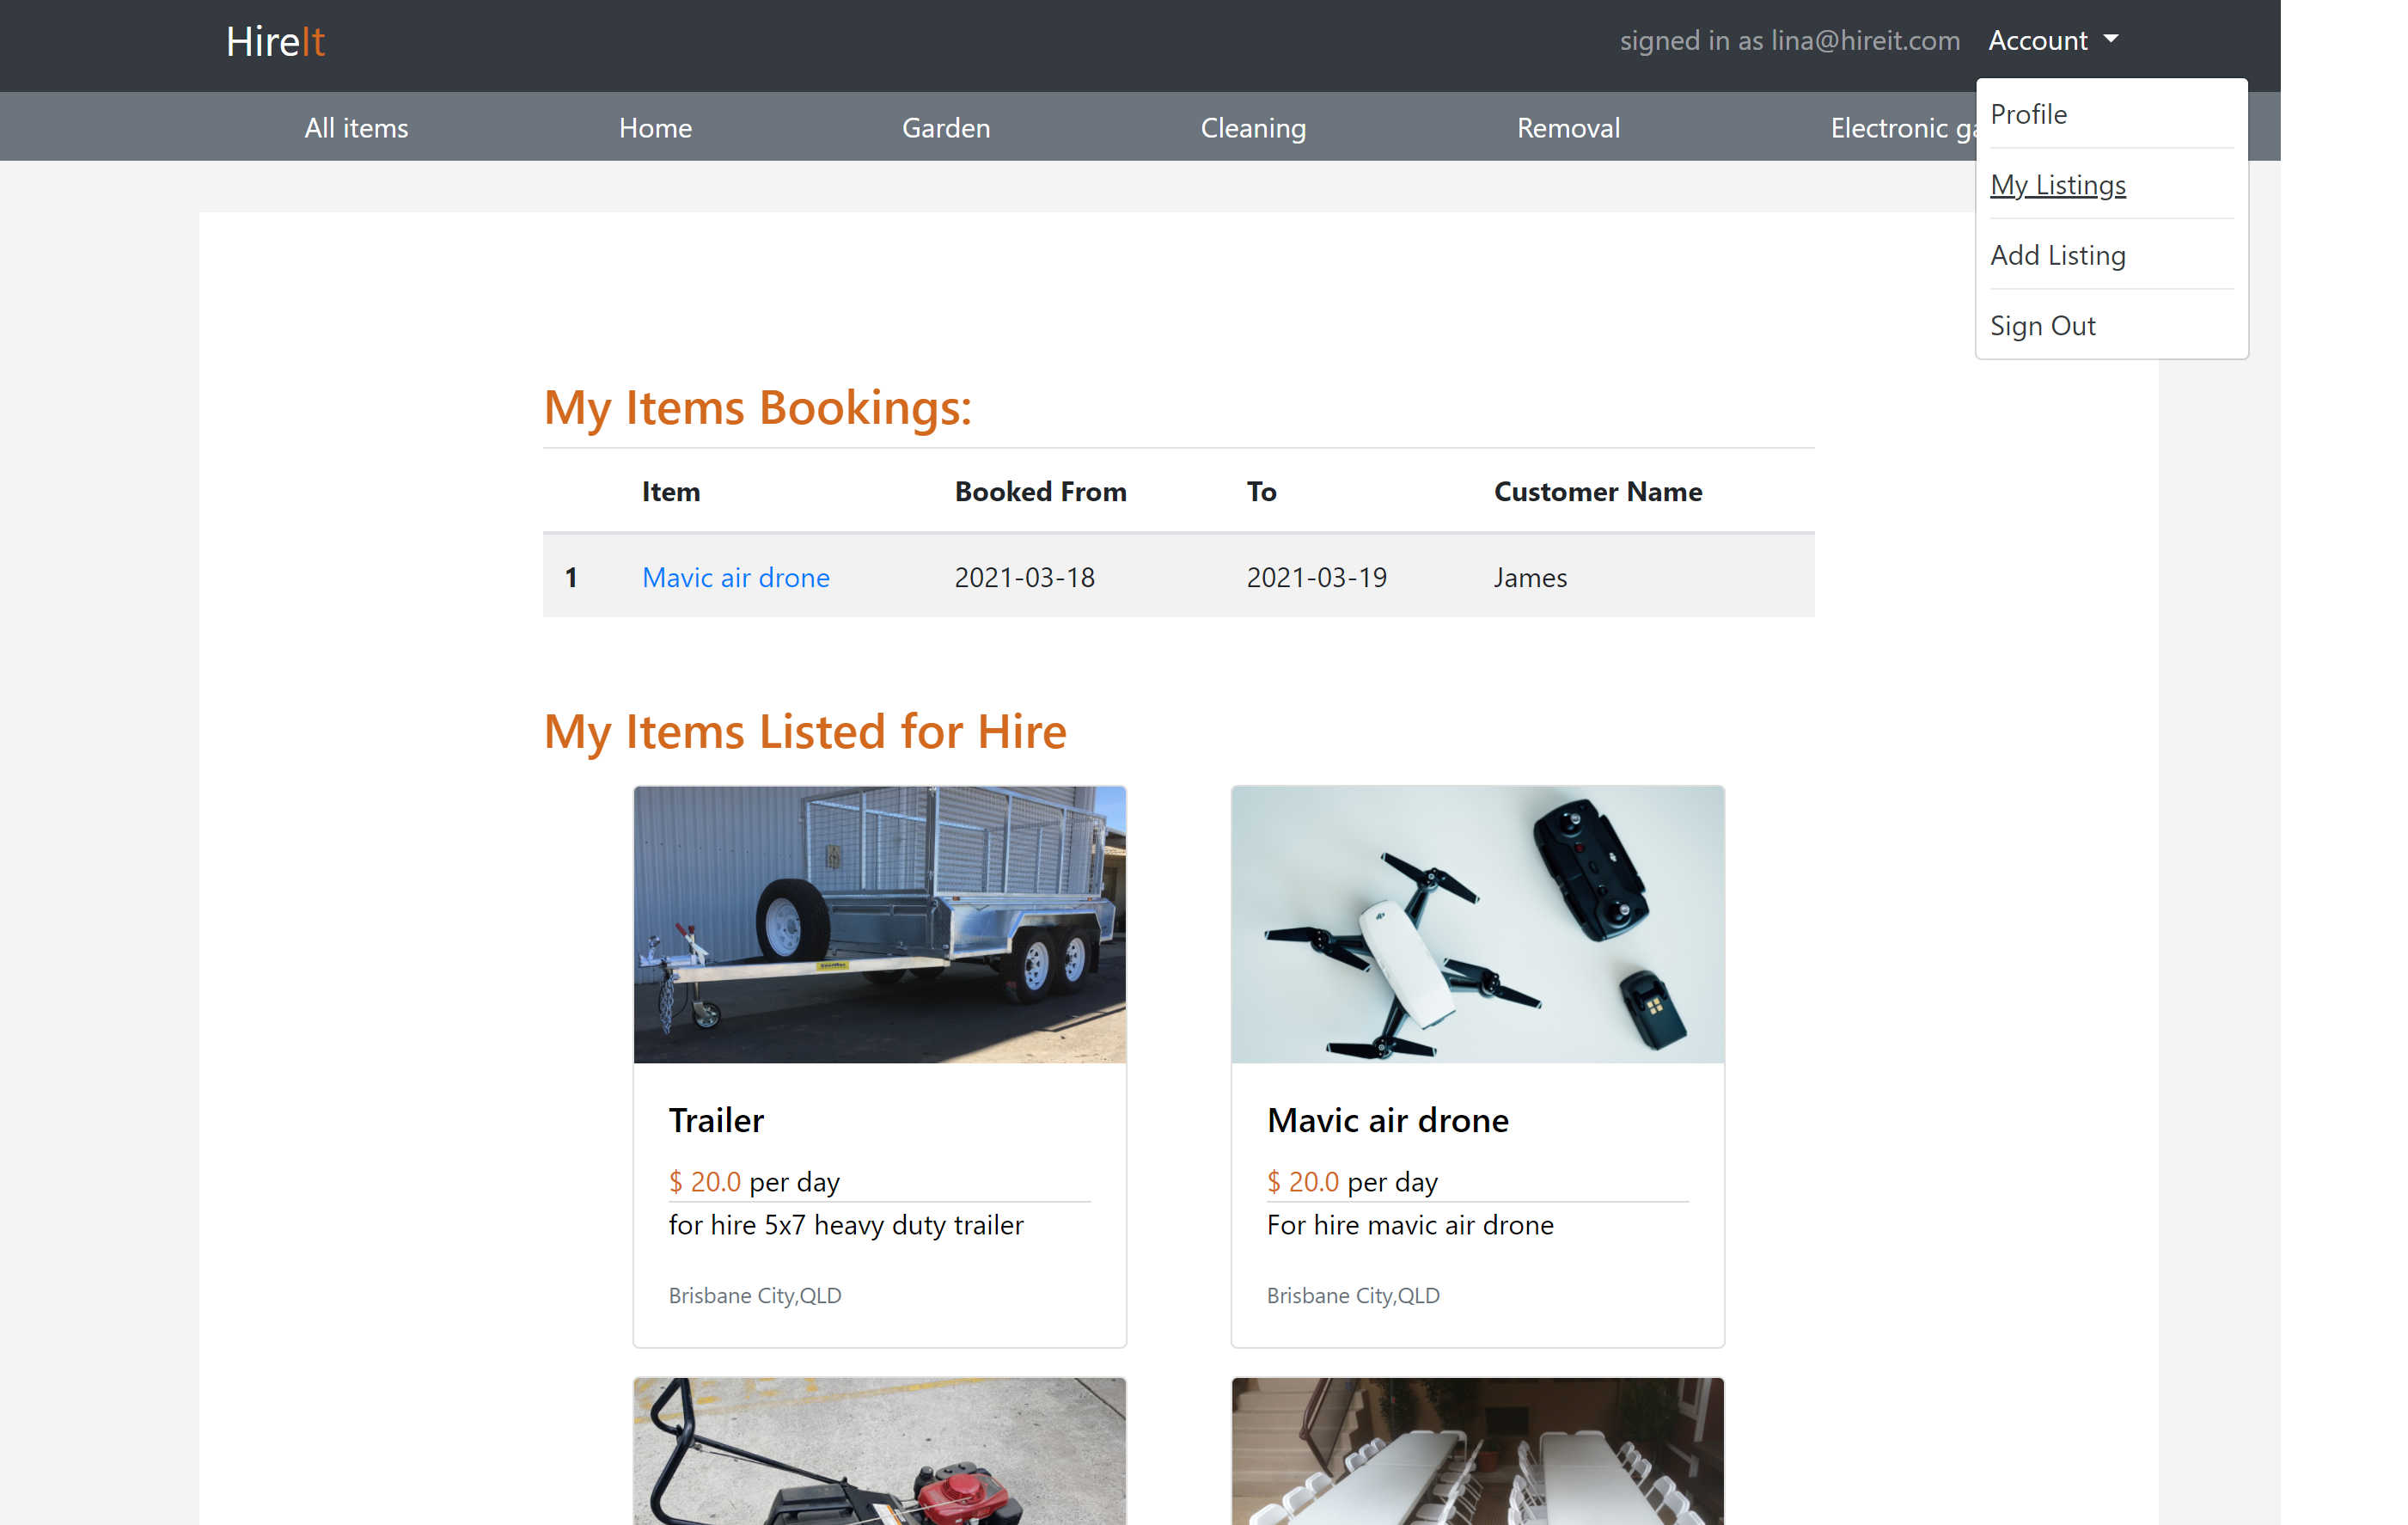 HireIt
signed in as lina@hireit.com Account
All items Home Garden Cleaning Removal Electronic
Profile
My Listings
Add Listing
Sign Out
My Items Bookings:
Item Booked From To Customer Name
1 Mavic air drone 2021-03-18 2021-03-19 James
My Items Listed for Hire
Trailer
$ 20.0 per day
for hire 5x7 heavy duty trailer
Brisbane City,QLD
Mavic air drone
$ 20.0 per day
For hire mavic air drone
Brisbane City,QLD